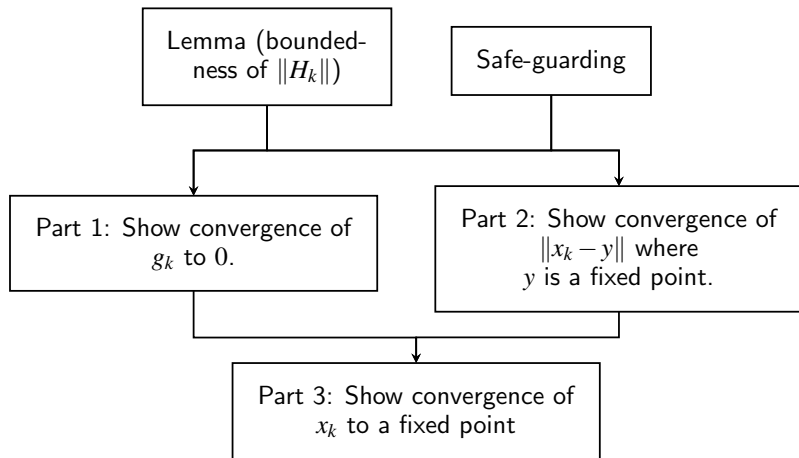 Lemma (bounded-
ness of ‖H_k‖)
Safe-guarding
Part 1: Show convergence of
g_k to 0.
Part 2: Show convergence of
‖x_k − y‖ where
y is a fixed point.
Part 3: Show convergence of
x_k to a fixed point